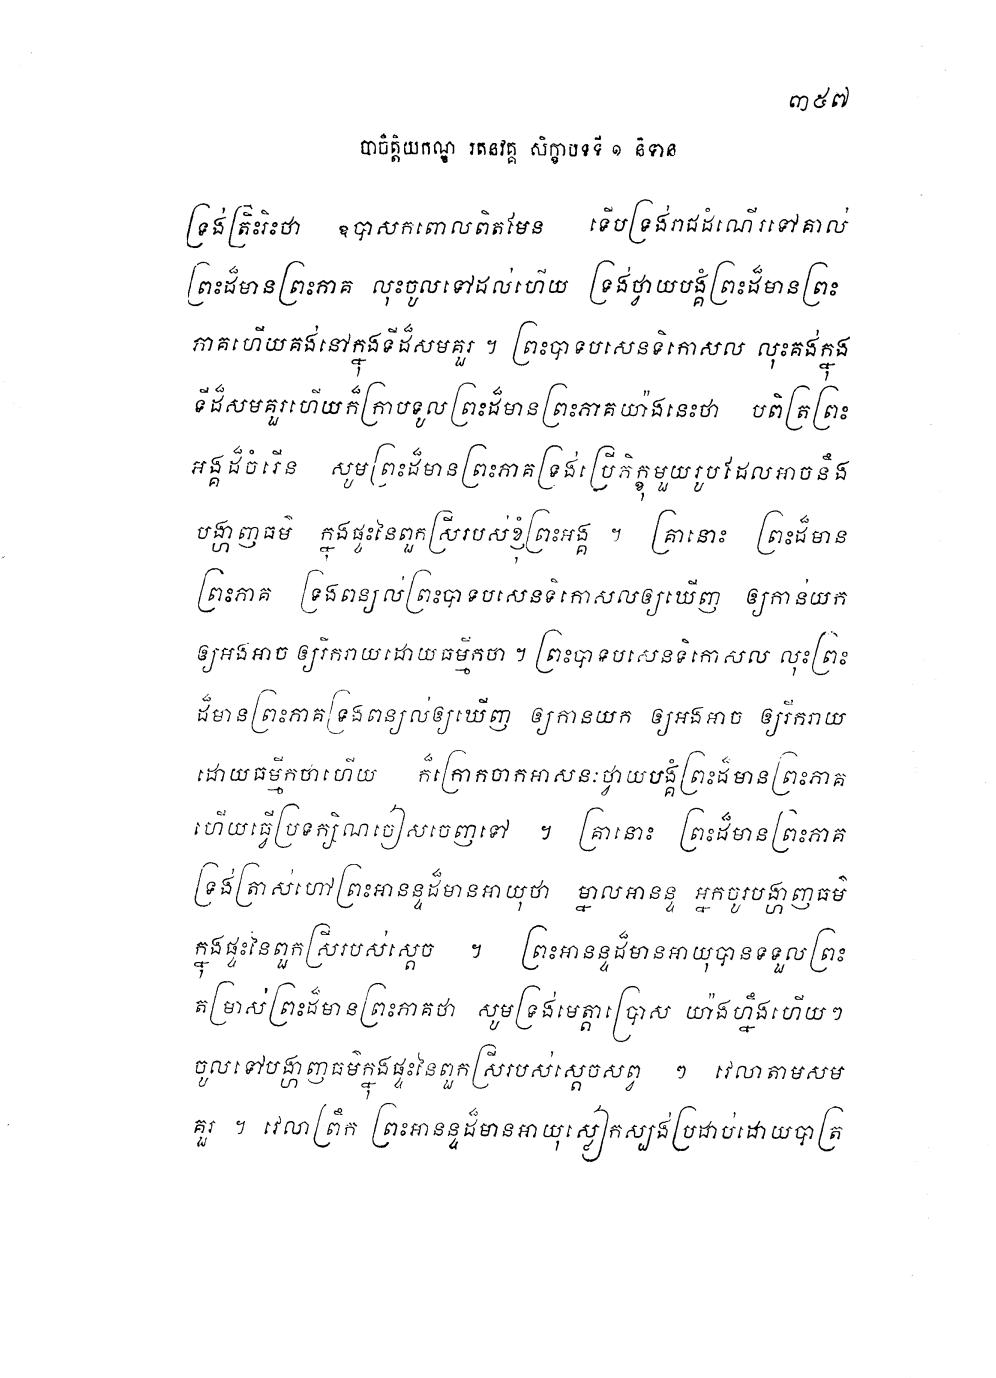 ៣៥៧
បាចិត្តិយកណ្ឌ រតនវគ្គ សិក្ខាបទទី ១ និទាន
ទ្រង់ត្រិះរិះថា ឧបាសកពោលពិតមែន ទើបទ្រង់រាជដំណើរទៅគាល់
ព្រះដ៏មានព្រះភាគ លុះចូលទៅដល់ហើយ ទ្រង់ថ្វាយបង្គំព្រះដ៏មានព្រះ
ភាគហើយគង់នៅក្នុងទីដ៏សមគួរ ។ ព្រះបាទបសេនទិកោសល លុះគង់ក្នុង
ទីដ៏សមគួរហើយក៏ក្រាបទូលព្រះដ៏មានព្រះភាគយ៉ាងនេះថា បពិត្រព្រះ
អង្គដ៏ចំរើន សូមព្រះដ៏មានព្រះភាគទ្រង់ប្រើភិក្ខុមួយរូបដែលអាចនឹង
បង្ហាញធម៌ ក្នុងផ្ទះនៃពួកស្រីរបស់ខ្ញុំព្រះអង្គ ។ គ្រានោះ ព្រះដ៏មាន
ព្រះភាគ ទ្រង់ពន្យល់ព្រះបាទបសេនទិកោសលឲ្យឃើញ ឲ្យកាន់យក
ឲ្យអង់អាច ឲ្យរីករាយដោយធម្មីកថា ។ ព្រះបាទបសេនទិកោសល លុះព្រះ
ដ៏មានព្រះភាគទ្រង់ពន្យល់ឲ្យឃើញ ឲ្យកាន់យក ឲ្យអង់អាច ឲ្យរីករាយ
ដោយធម្មីកថាហើយ ក៏ក្រោកចាកអាសនៈថ្វាយបង្គំព្រះដ៏មានព្រះភាគ
ហើយធ្វើប្រទក្សិណចៀសចេញទៅ ។ គ្រានោះ ព្រះដ៏មានព្រះភាគ
ទ្រង់ត្រាស់ហៅព្រះអានន្ទដ៏មានអាយុថា ម្នាលអានន្ទ អ្នកចូរបង្ហាញធម៌
ក្នុងផ្ទះនៃពួកស្រីរបស់ស្តេច ។ ព្រះអានន្ទដ៏មានអាយុបានទទួលព្រះ
តម្រាស់ព្រះដ៏មានព្រះភាគថា សូមទ្រង់មេត្តាប្រោស យ៉ាងហ្នឹងហើយៗ
ចូលទៅបង្ហាញធម៌ក្នុងផ្ទះនៃពួកស្រីរបស់ស្តេចសព្វ ៗ វេលាតាមសម
គួរ ។ វេលាព្រឹក ព្រះអានន្ទដ៏មានអាយុស្លៀកស្បង់ប្រដាប់ដោយបាត្រ